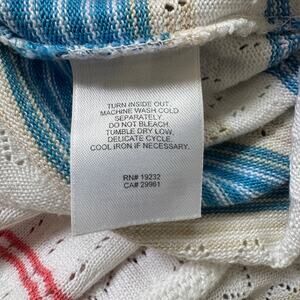 TURN INSIDE OUT.
MACHINE WASH COLD
SEPARATELY.
DO NOT BLEACH.
TUMBLE DRY LOW,
DELICATE CYCLE.
COOL IRON IF NECESSARY.
RN# 19232
CA# 29961